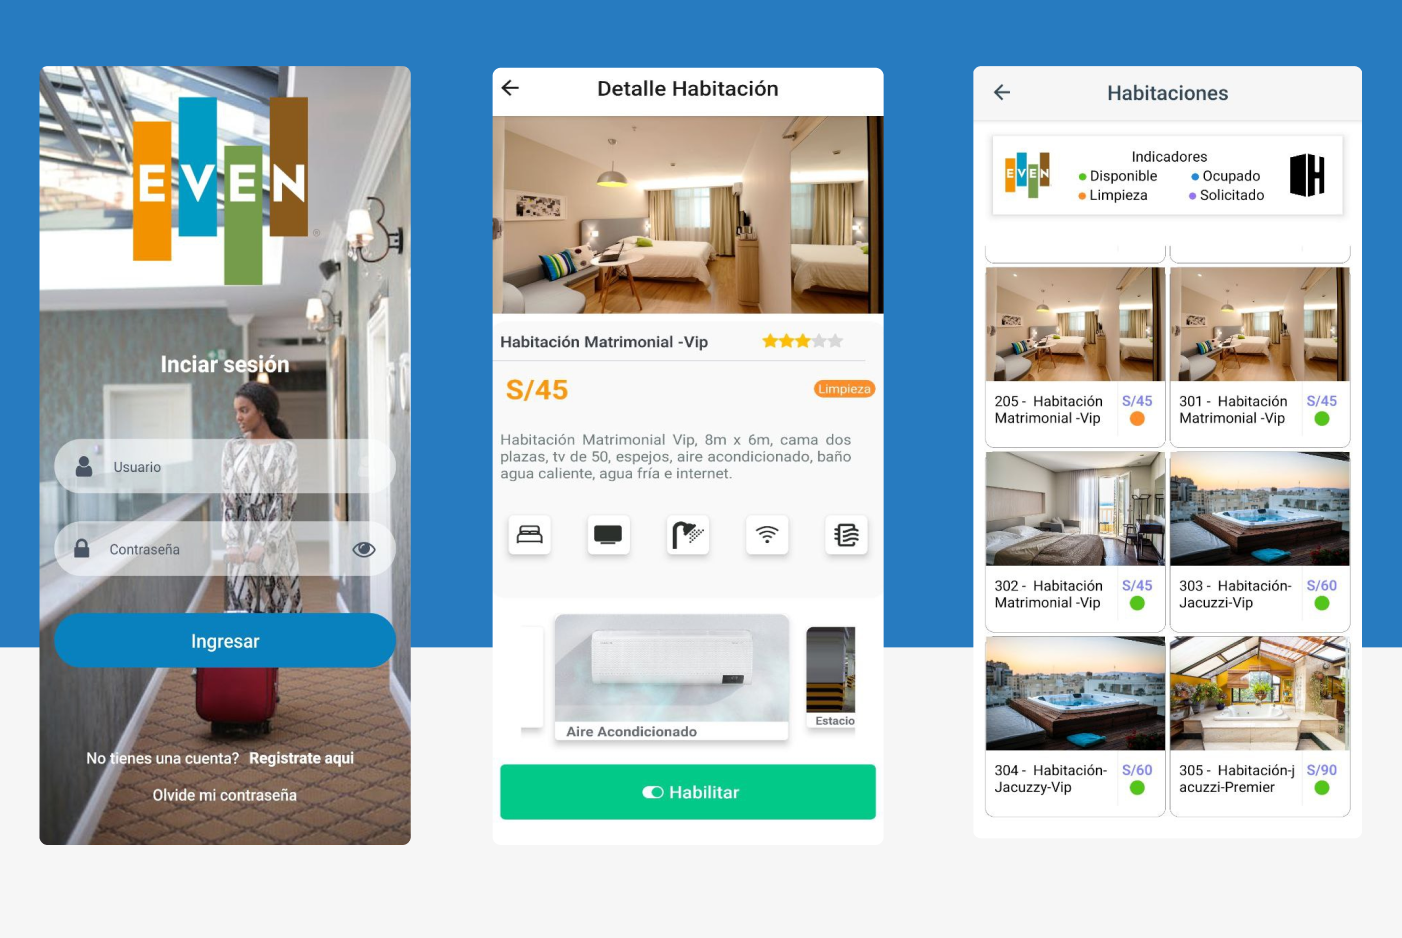 EVEN
®
Inciar sesión
Usuario
Contraseña
Ingresar
No tienes una cuenta? Registrate aqui
Olvide mi contraseña
Detalle Habitación
Habitación Matrimonial -Vip
S/45
Limpieza
Habitación Matrimonial Vip, 8m x 6m, cama dos
plazas, tv de 50, espejos, aire acondicionado, baño
agua caliente, agua fría e internet.
Aire Acondicionado
Estacio
Habilitar
Habitaciones
EVEN
Indicadores
Disponible
Ocupado
Limpieza
Solicitado
H
205 - Habitación
Matrimonial -Vip
S/45
301 - Habitación
Matrimonial -Vip
S/45
302 - Habitación
Matrimonial -Vip
S/45
303 - Habitación-
Jacuzzi-Vip
S/60
304 - Habitación-
Jacuzzy-Vip
S/60
305 - Habitación-j
acuzzi-Premier
S/90